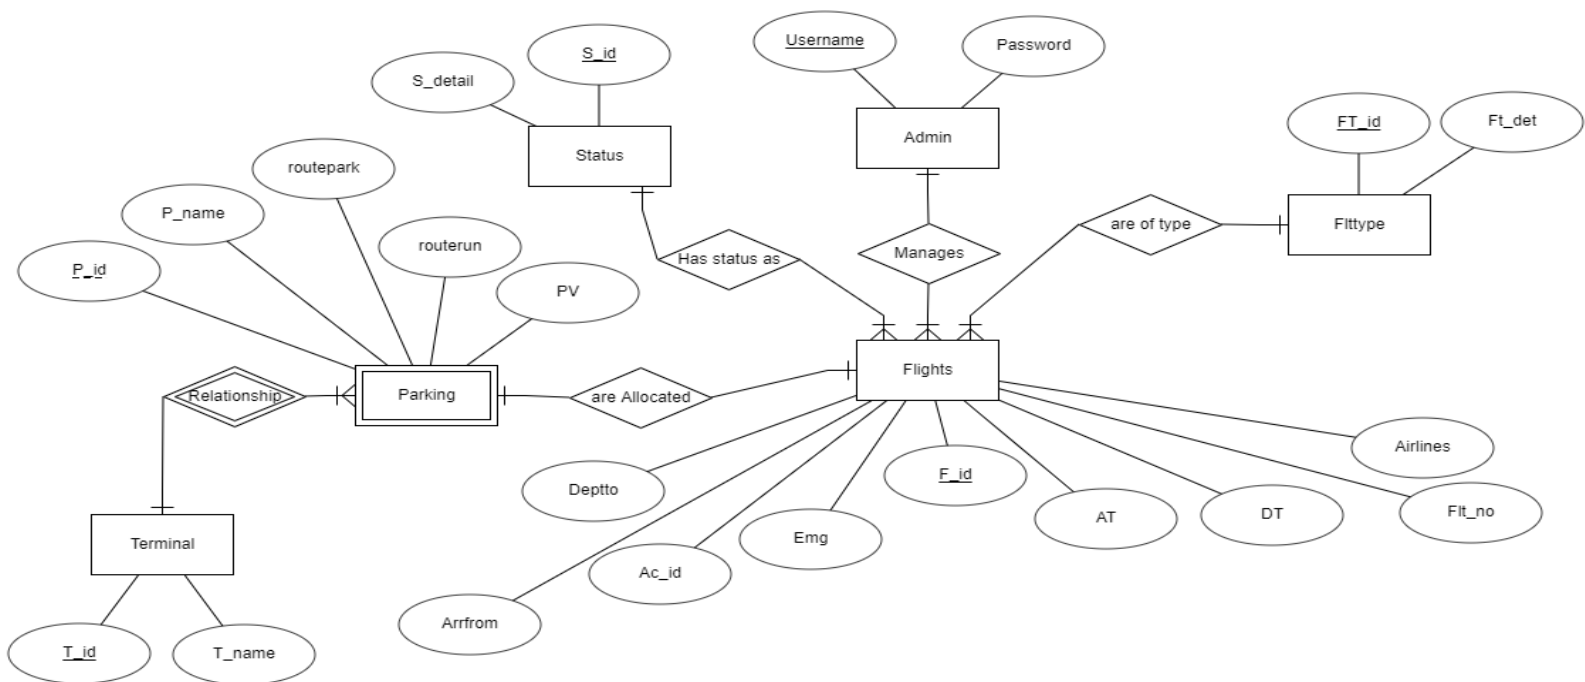 S_id
Username
Password
S_detail
FT_id
Ft_det
Admin
Status
routepark
P_name
are of type
Flttype
routerun
Manages
Has status as
P_id
PV
Flights
Relationship
Parking
are Allocated
Airlines
F_id
Deptto
Flt_no
DT
AT
Emg
Terminal
Ac_id
Arrfrom
T_id
T_name